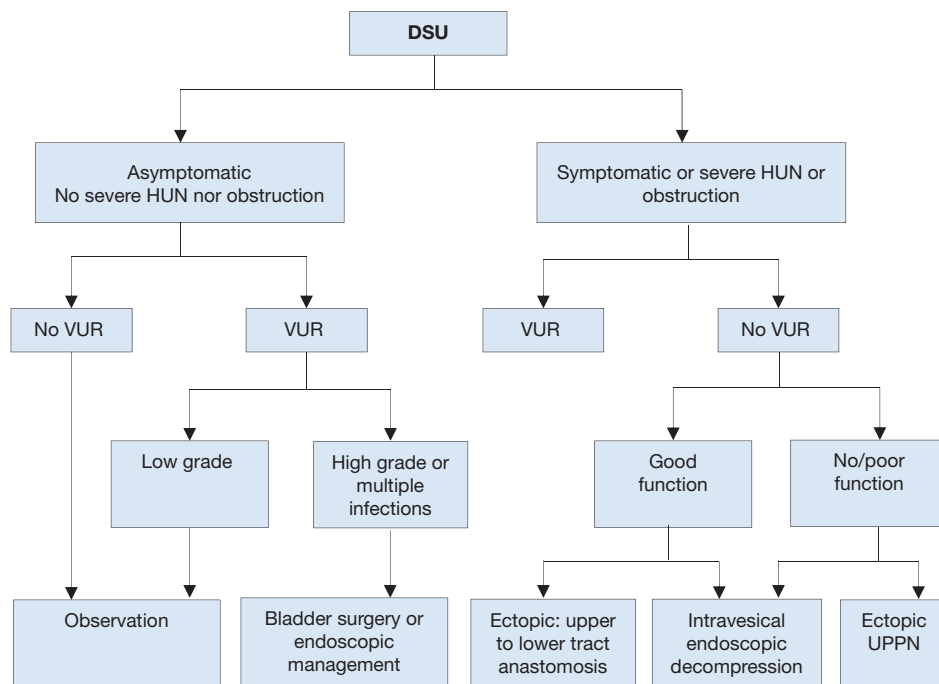 DSU
Asymptomatic
No severe HUN nor obstruction
Symptomatic or severe HUN or
obstruction
No VUR
VUR
VUR
No VUR
Low grade
High grade or
multiple
infections
Good
function
No/poor
function
Observation
Bladder surgery or
endoscopic
management
Ectopic: upper
to lower tract
anastomosis
Intravesical
endoscopic
decompression
Ectopic
UPPN